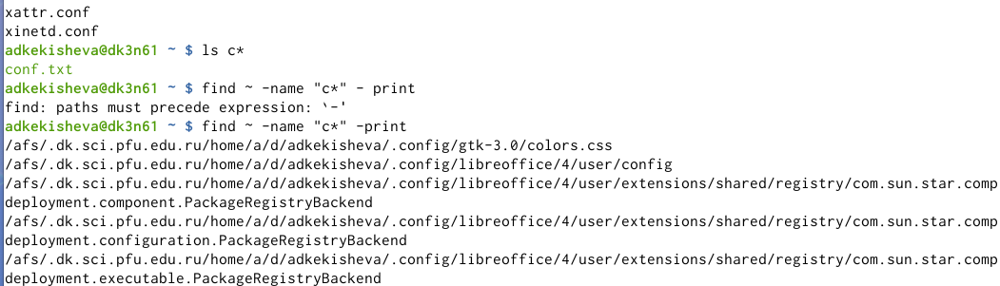 xattr.conf
xinetd.conf
adkekisheva@dk3n61 ~ $ ls c*
conf.txt
adkekisheva@dk3n61 ~ $ find ~ -name "c*" - print
find: paths must precede expression: `-'
adkekisheva@dk3n61 ~ $ find ~ -name "c*" -print
/afs/.dk.sci.pfu.edu.ru/home/a/d/adkekisheva/.config/gtk-3.0/colors.css
/afs/.dk.sci.pfu.edu.ru/home/a/d/adkekisheva/.config/libreoffice/4/user/config
/afs/.dk.sci.pfu.edu.ru/home/a/d/adkekisheva/.config/libreoffice/4/user/extensions/shared/registry/com.sun.star.comp
deployment.component.PackageRegistryBackend
/afs/.dk.sci.pfu.edu.ru/home/a/d/adkekisheva/.config/libreoffice/4/user/extensions/shared/registry/com.sun.star.comp
deployment.configuration.PackageRegistryBackend
/afs/.dk.sci.pfu.edu.ru/home/a/d/adkekisheva/.config/libreoffice/4/user/extensions/shared/registry/com.sun.star.comp
deployment.executable.PackageRegistryBackend